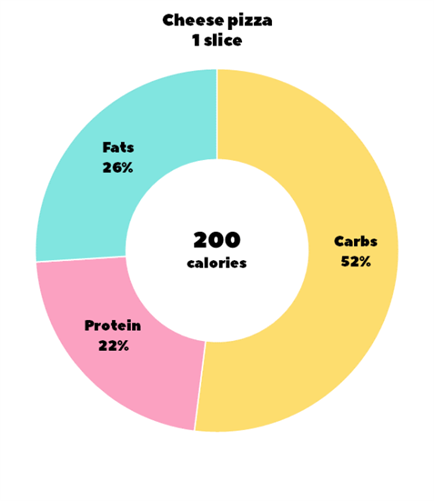 Cheese pizza
1 slice
Fats
26%
200
calories
Carbs
52%
Protein
22%